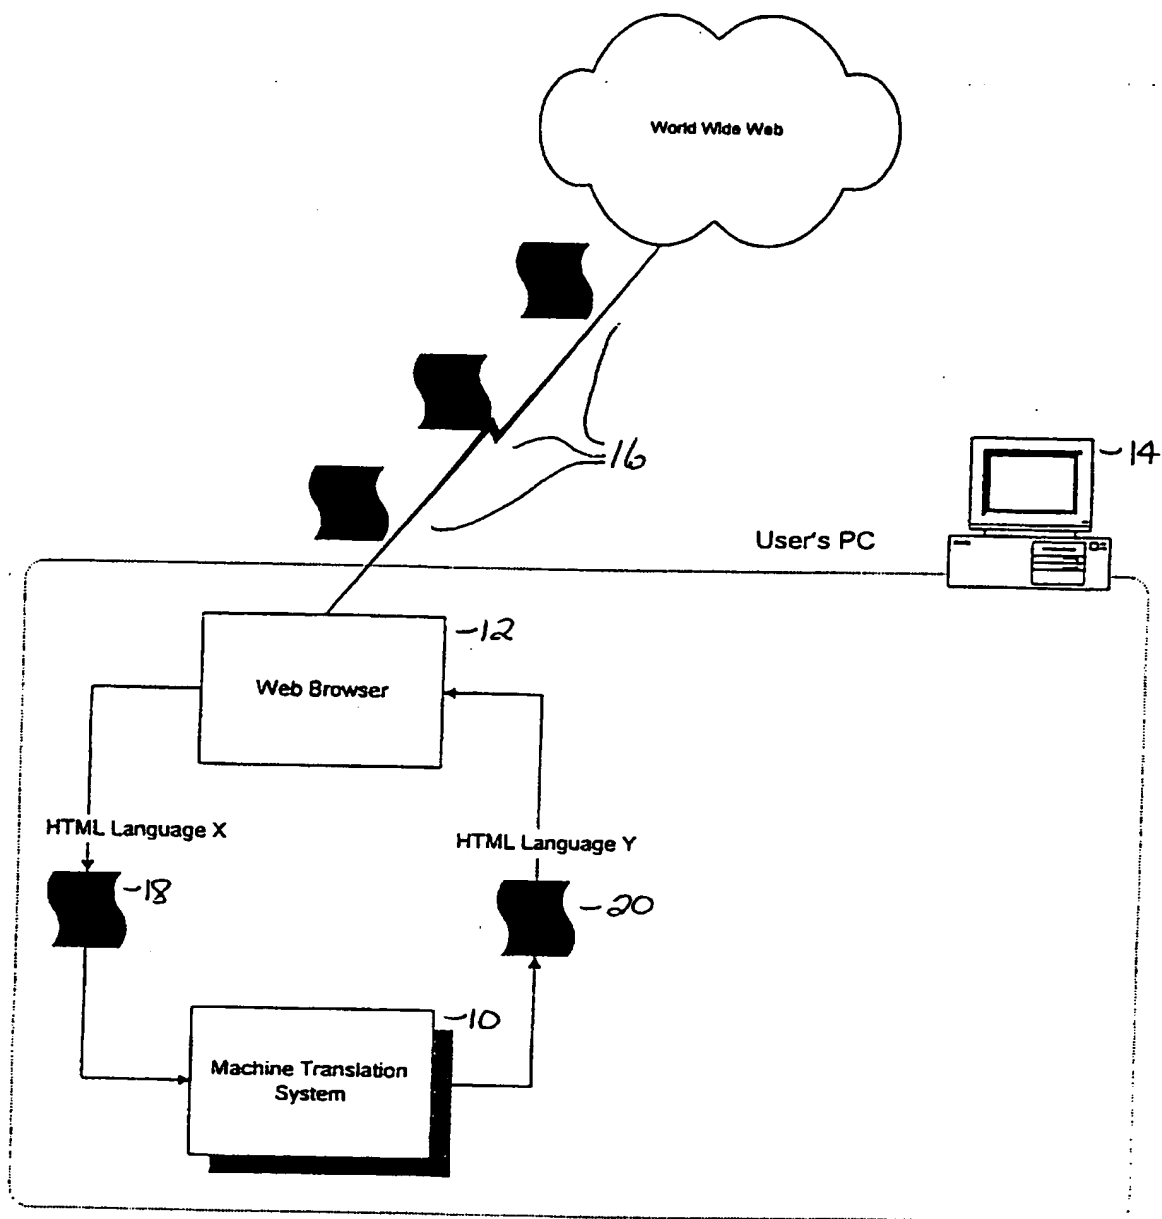 World Wide Web
16
14
User's PC
12
Web Browser
HTML Language X
HTML Language Y
18
20
10
Machine Translation
System